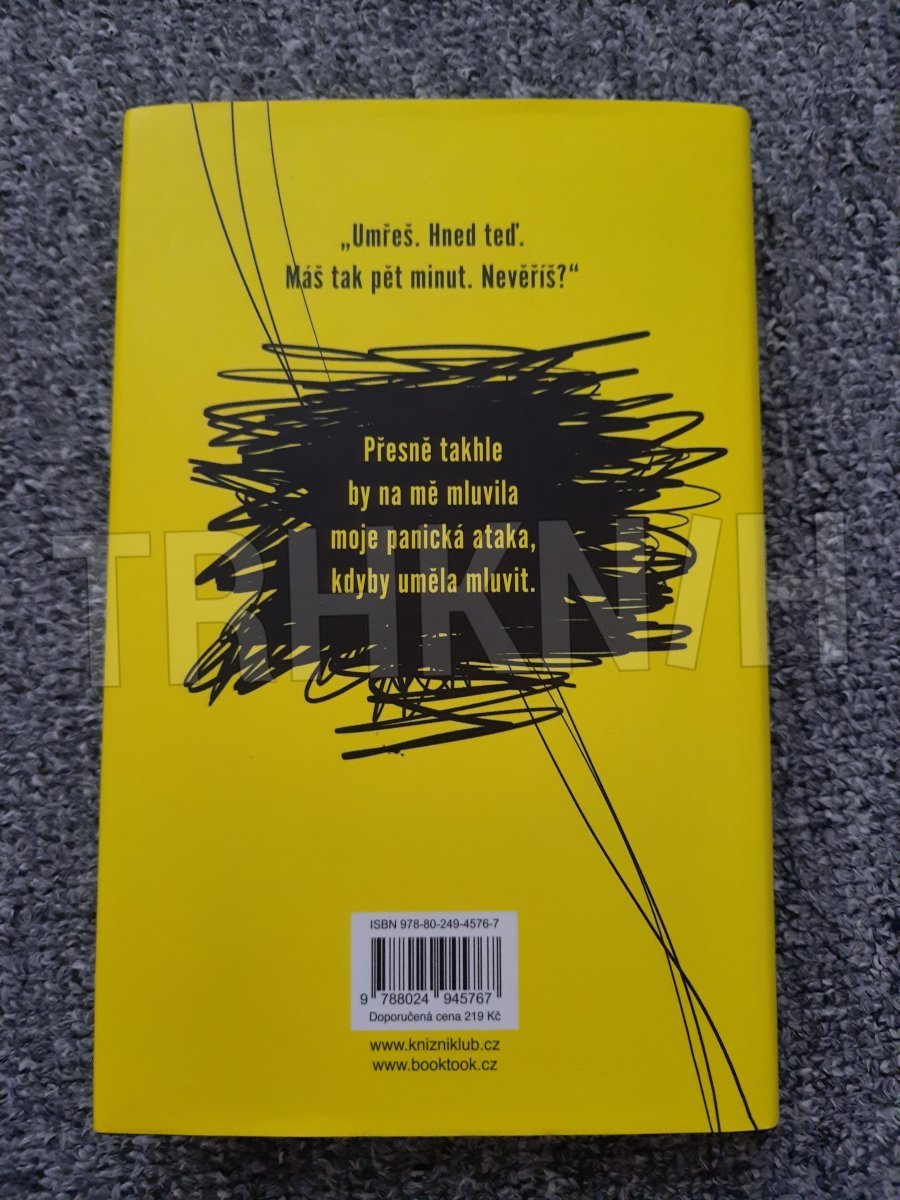 „Umřeš. Hned teď.
Máš tak pět minut. Nevěříš?“
Přesně takhle
by na mě mluvila
moje panická ataka,
kdyby uměla mluvit.
TRHKNIH
ISBN 978-80-249-4576-7
9 788024 945767
Doporučená cena 219 Kč
www.knizniklub.cz
www.booktook.cz